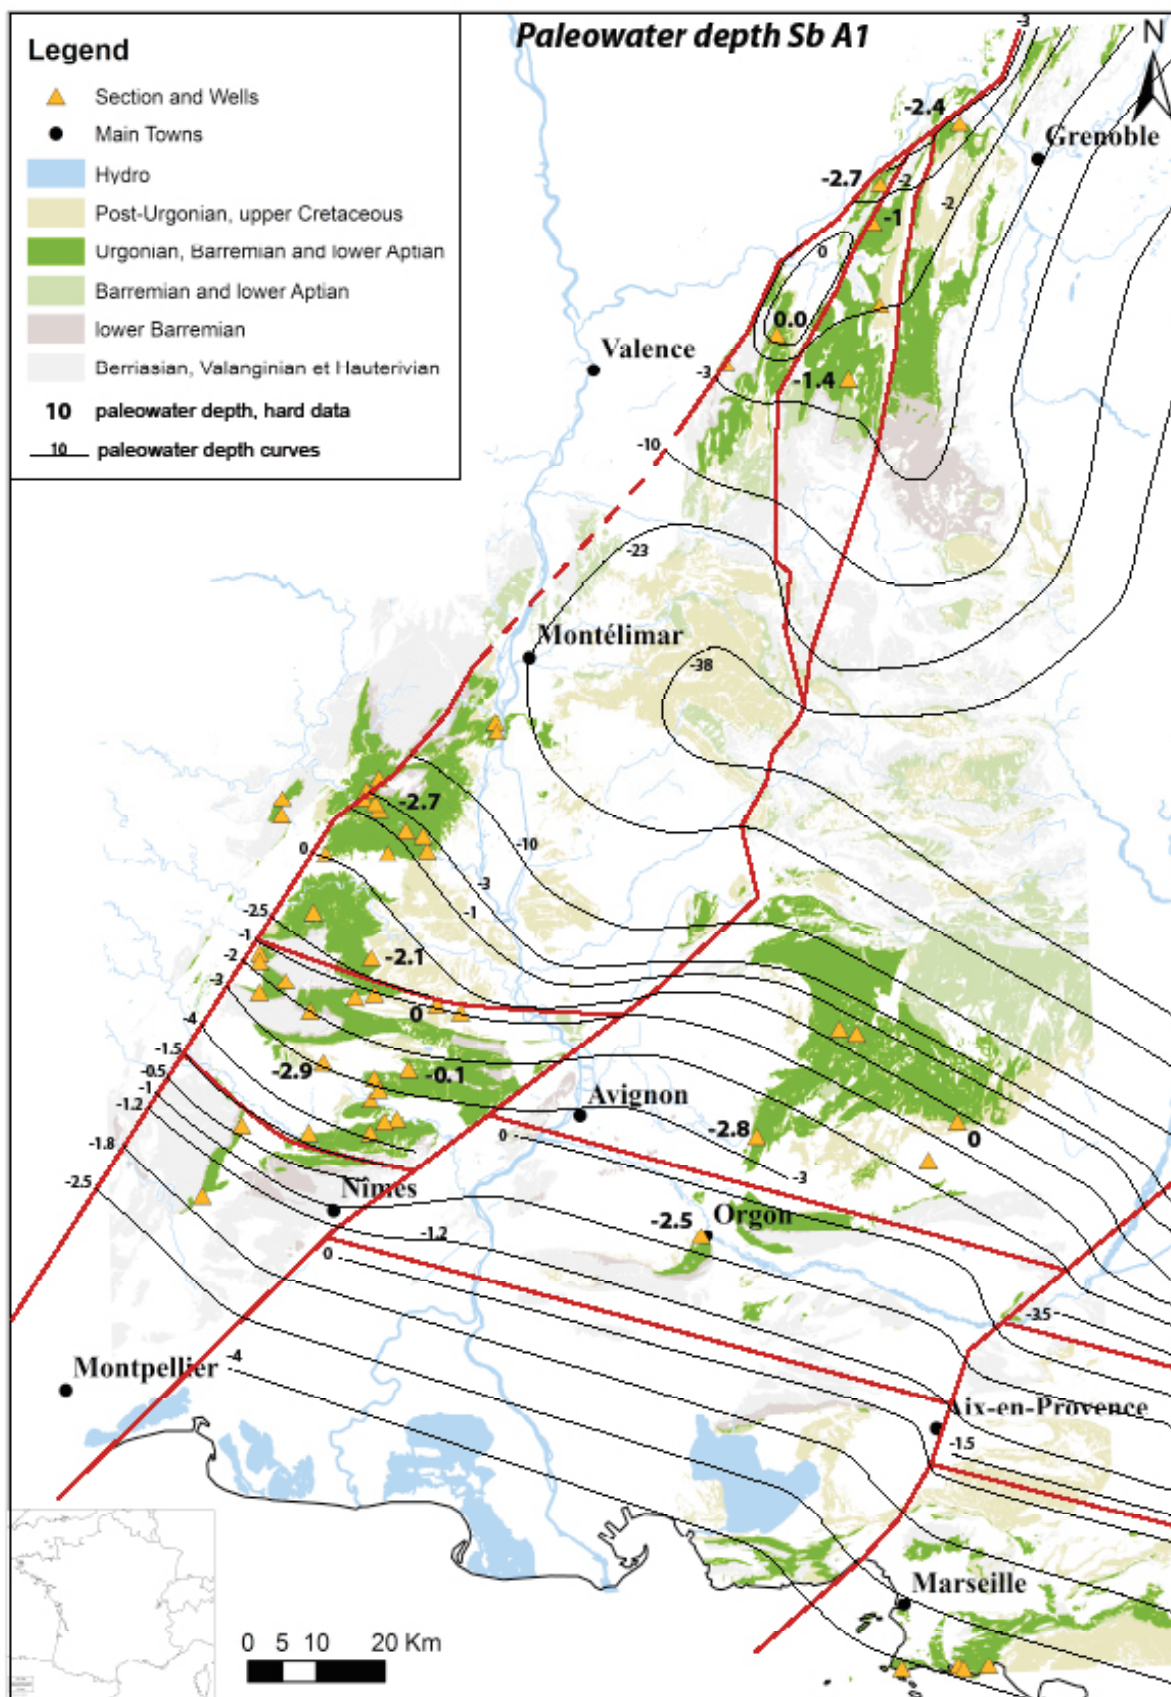 Paleowater depth Sb A1
N
Legend
Section and Wells
Main Towns
Hydro
Post-Urgonian, upper Cretaceous
Urgonian, Barremian and lower Aptian
Barremian and lower Aptian
lower Barremian
Berriasian, Valanginian et Hauterivian
10 paleowater depth, hard data
10 paleowater depth curves
-3
-2.4
Grenoble
-2.7
-2
-2
-1
0
0.0
Valence
-3
-1.4
-10
-23
Montélimar
-38
-2.7
-10
0
-3
-1
-2.5
-1
-2
-2.1
-3
0
-4
-1.5
-0.5
-2.9
-0.1
-1
Avignon
-1.2
-2.8
0
0
-1.8
-3
-2.5
Nîmes
-2.5
Orgon
-1.2
0
-3.5
-4
Montpellier
Aix-en-Provence
-1.5
Marseille
0 5 10 20 Km